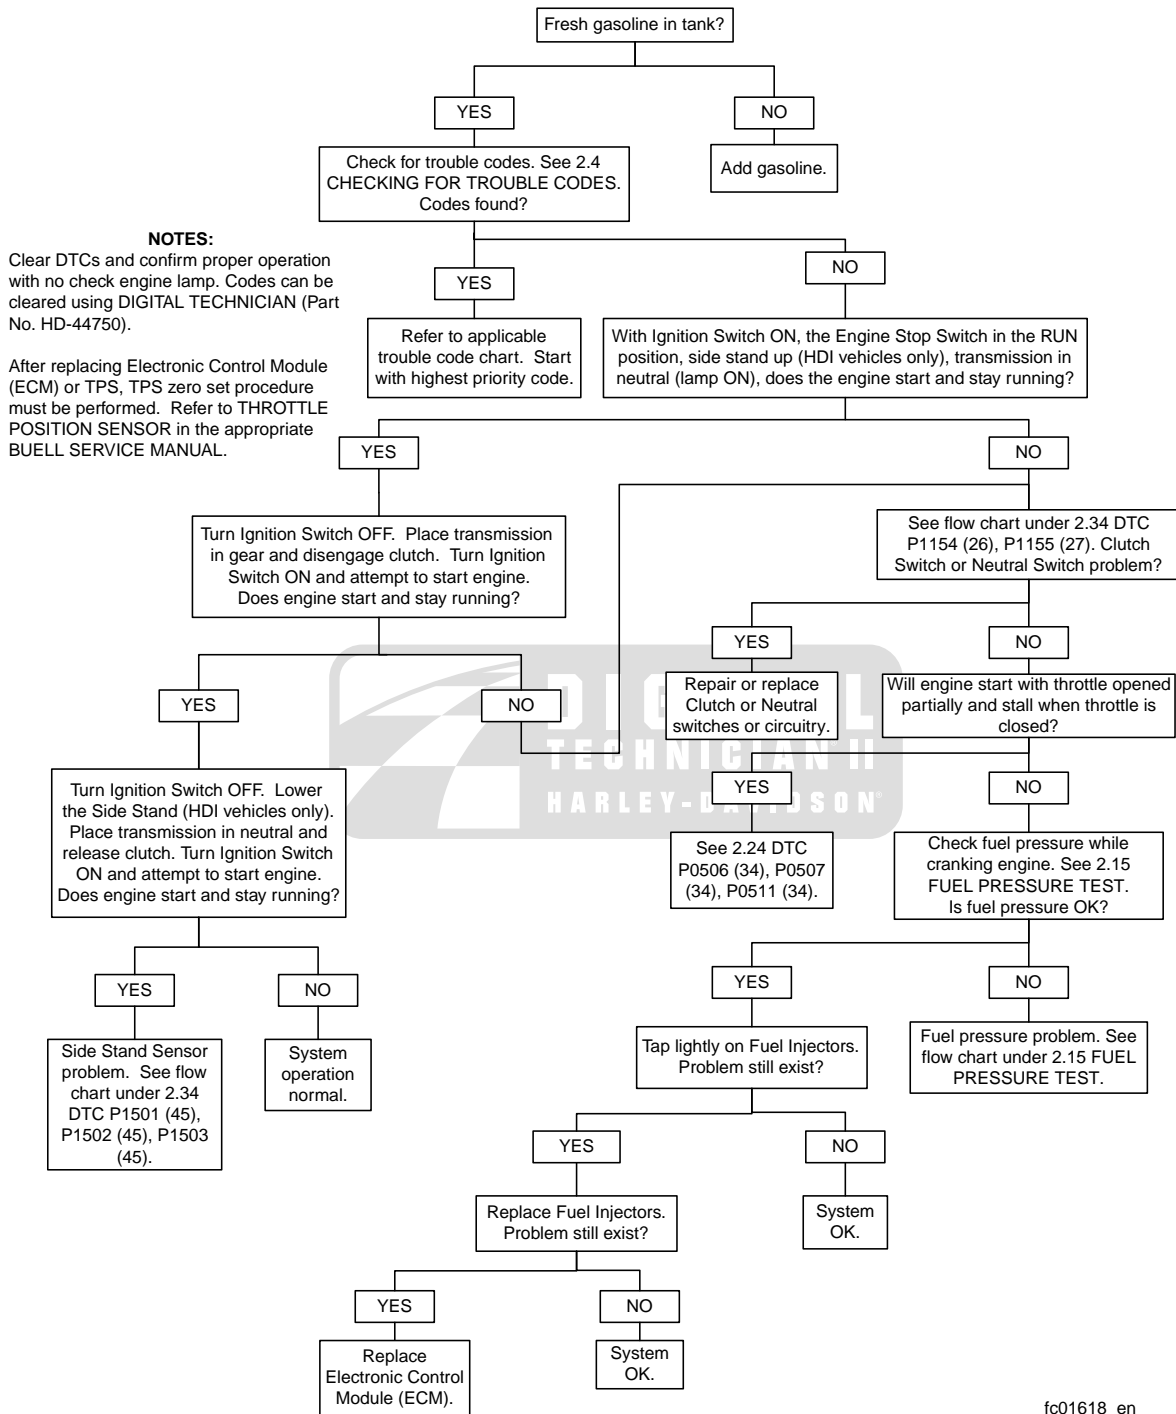 Fresh gasoline in tank?
YES
NO
Check for trouble codes. See 2.4
CHECKING FOR TROUBLE CODES.
Codes found?
Add gasoline.
NOTES:
Clear DTCs and confirm proper operation
with no check engine lamp. Codes can be
cleared using DIGITAL TECHNICIAN (Part
No. HD-44750).
After replacing Electronic Control Module
(ECM) or TPS, TPS zero set procedure
must be performed. Refer to THROTTLE
POSITION SENSOR in the appropriate
BUELL SERVICE MANUAL.
YES
NO
Refer to applicable
trouble code chart. Start
with highest priority code.
With Ignition Switch ON, the Engine Stop Switch in the RUN
position, side stand up (HDI vehicles only), transmission in
neutral (lamp ON), does the engine start and stay running?
YES
NO
Turn Ignition Switch OFF. Place transmission
in gear and disengage clutch. Turn Ignition
Switch ON and attempt to start engine.
Does engine start and stay running?
See flow chart under 2.34 DTC
P1154 (26), P1155 (27). Clutch
Switch or Neutral Switch problem?
YES
NO
YES
NO
Repair or replace
Clutch or Neutral
switches or circuitry.
Will engine start with throttle opened
partially and stall when throttle is
closed?
DIGITAL
TECHNICIAN II
HARLEY-DAVIDSON®
Turn Ignition Switch OFF. Lower
the Side Stand (HDI vehicles only).
Place transmission in neutral and
release clutch. Turn Ignition Switch
ON and attempt to start engine.
Does engine start and stay running?
YES
NO
See 2.24 DTC
P0506 (34), P0507
(34), P0511 (34).
Check fuel pressure while
cranking engine. See 2.15
FUEL PRESSURE TEST.
Is fuel pressure OK?
YES
NO
YES
NO
Side Stand Sensor
problem. See flow
chart under 2.34
DTC P1501 (45),
P1502 (45), P1503
(45).
System
operation
normal.
Tap lightly on Fuel Injectors.
Problem still exist?
Fuel pressure problem. See
flow chart under 2.15 FUEL
PRESSURE TEST.
YES
NO
Replace Fuel Injectors.
Problem still exist?
System
OK.
YES
NO
Replace
Electronic Control
Module (ECM).
System
OK.
fc01618_en